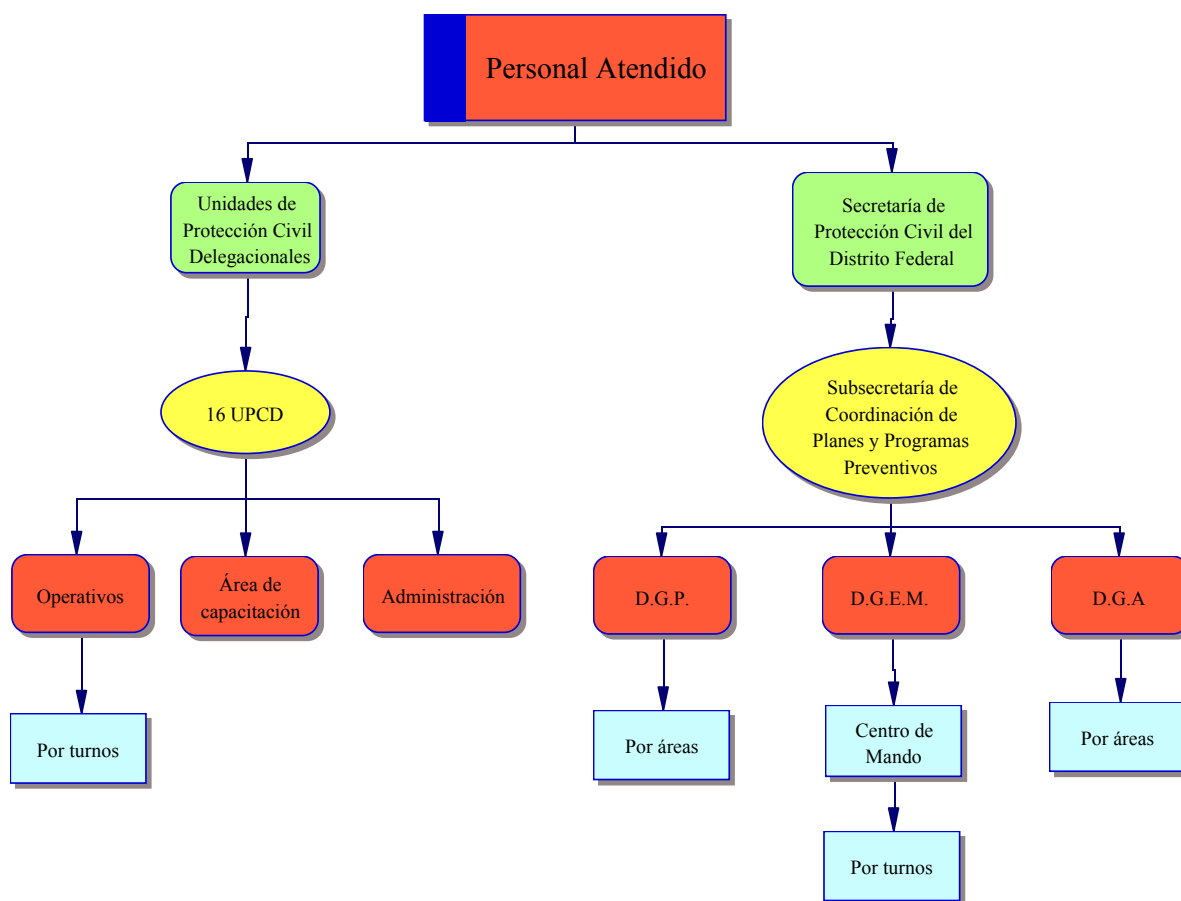 Personal Atendido
Unidades de
Protección Civil
Delegacionales
Secretaría de
Protección Civil del
Distrito Federal
16 UPCD
Subsecretaría de
Coordinación de
Planes y Programas
Preventivos
Operativos
Área de
capacitación
Administración
D.G.P.
D.G.E.M.
D.G.A
Por turnos
Por áreas
Centro de
Mando
Por áreas
Por turnos